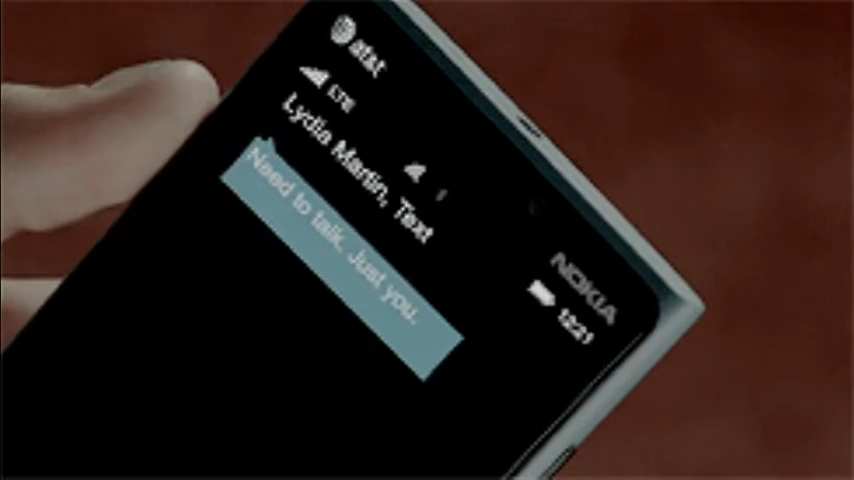 at&t
LTE
NOKIA
12:21
Lydia Martin, Text
Need to talk. Just you.